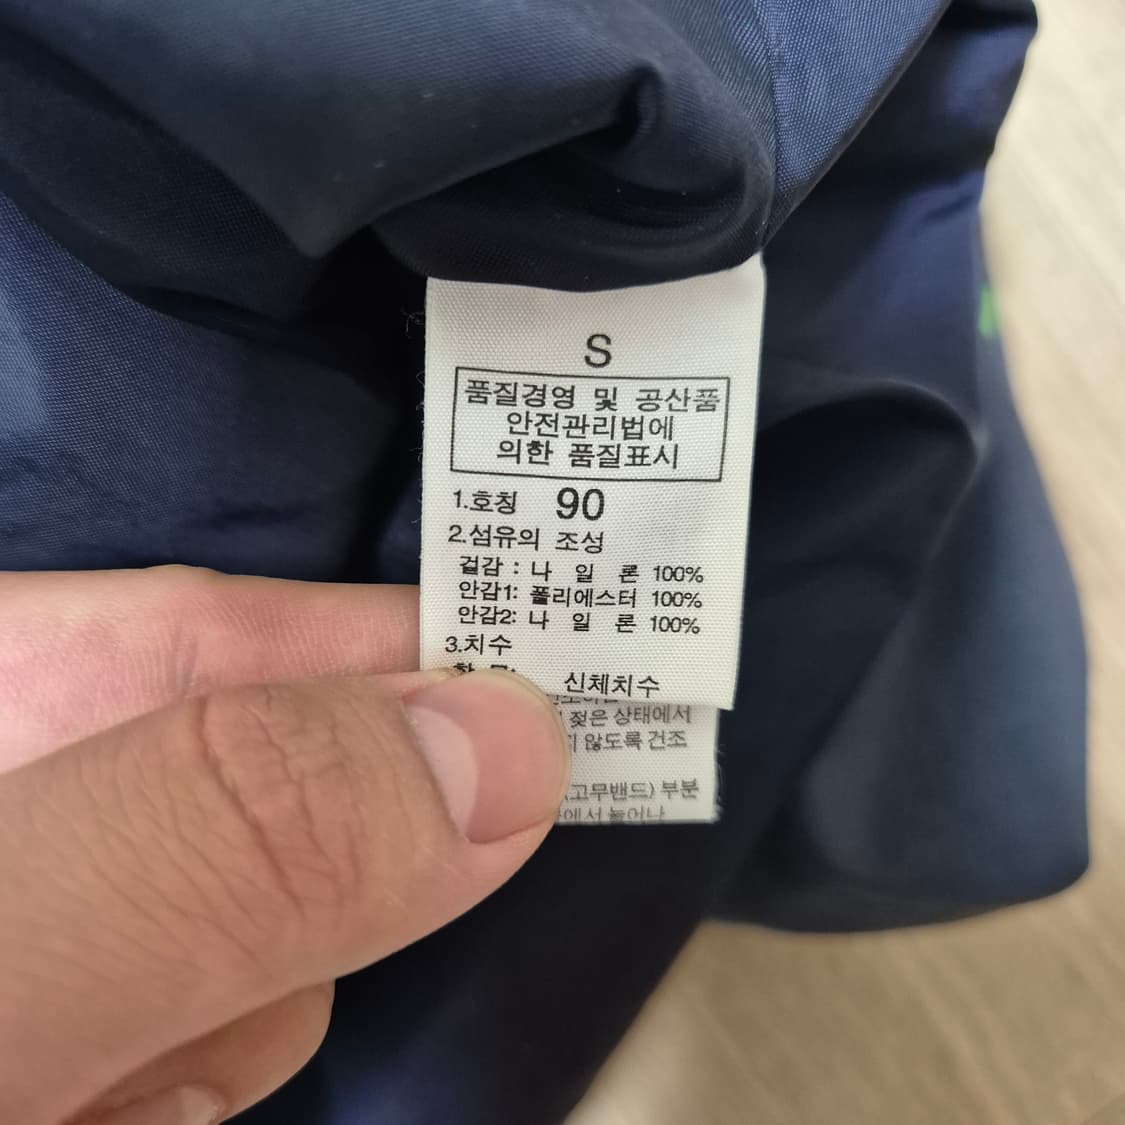 S
품질경영 및 공산품
안전관리법에
의한 품질표시
1.호칭 90
2.섬유의 조성
겉감 : 나 일 론 100%
안감1: 폴리에스터 100%
안감2: 나 일 론 100%
3.치수
신체치수
젖은 상태에서
않도록 건조
(고무밴드) 부분
늘어나